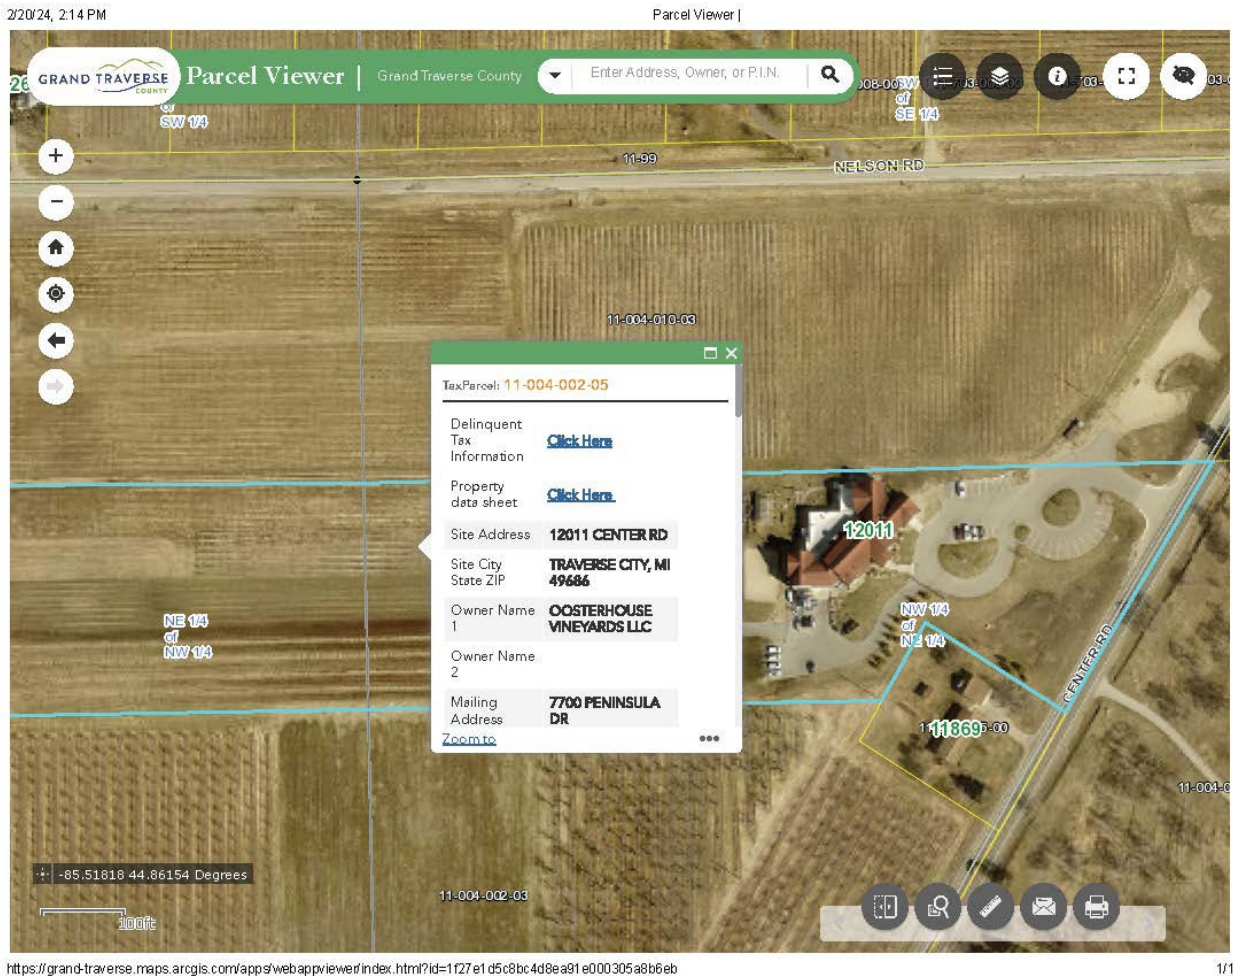 2/20/24, 2:14 PM
Parcel Viewer |
GRAND TRAVERSE
COUNTY
Parcel Viewer |
Grand Traverse County
Enter Address, Owner, or P.I.N.
of
SW 1/4
SW
of
SE 1/4
11-99
NELSON RD
11-004-010-03
TaxParcel: 11-004-002-05
Delinquent
Tax
Information
Click Here
Property
data sheet
Click Here
Site Address
12011 CENTER RD
Site City
State ZIP
TRAVERSE CITY, MI
49686
Owner Name
1
OOSTERHOUSE
VINEYARDS LLC
Owner Name
2
Mailing
Address
7700 PENINSULA
DR
Zoom to
12011
NE 1/4
of
NW 1/4
NW 1/4
of
NE 1/4
CENTER RD
11869
5-00
11-004-0
-85.51818 44.86154 Degrees
100ft
11-004-002-03
https://grand-traverse.maps.arcgis.com/apps/webappviewer/index.html?id=1f27e1d5c8bc4d8ea91e000305a8b6eb
1/1